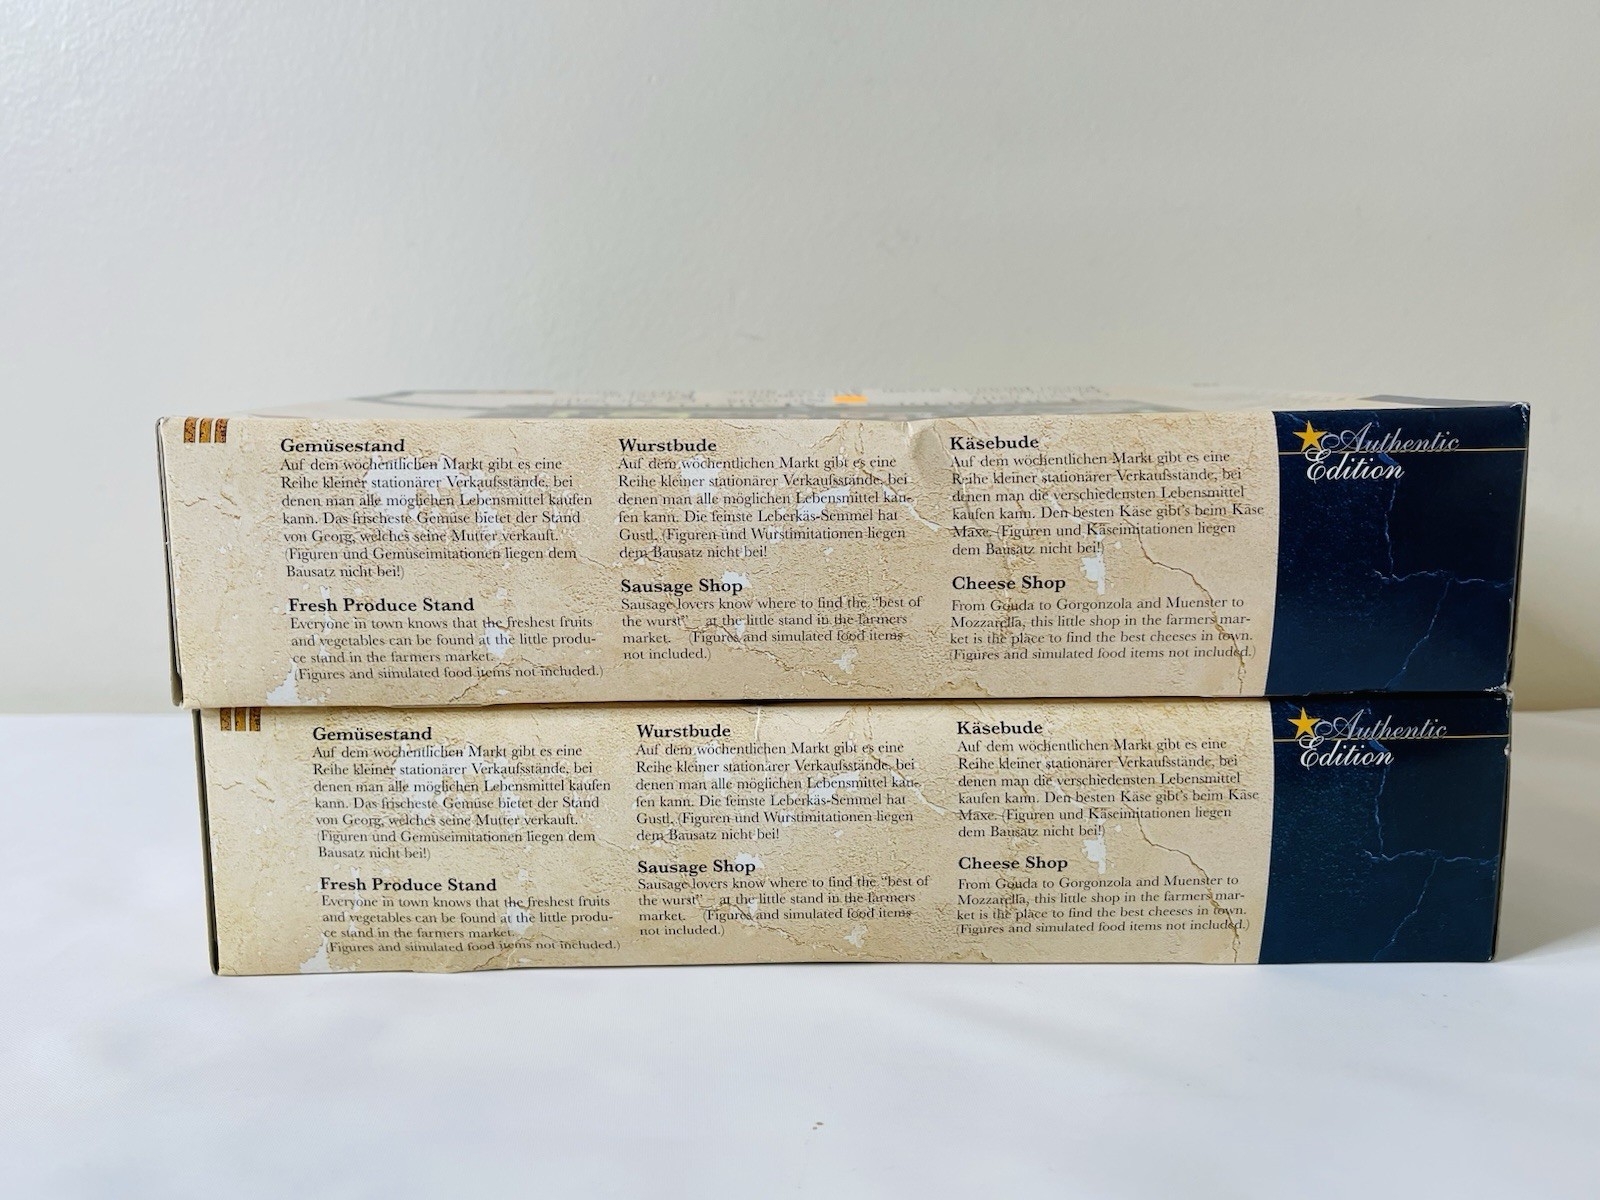 Gemüsestand
Auf dem wöchentlichen Markt gibt es eine
Reihe kleiner stationärer Verkaufsstände, bei
denen man alle möglichen Lebensmittel kaufen
kann. Das frischeste Gemüse bietet der Stand
von Georg, welches seine Mutter verkauft.
(Figuren und Gemüseimitationen liegen dem
Bausatz nicht bei!)
Fresh Produce Stand
Everyone in town knows that the freshest fruits
and vegetables can be found at the little produ-
ce stand in the farmers market.
(Figures and simulated food items not included.)
Wurstbude
Auf dem wöchentlichen Markt gibt es eine
Reihe kleiner stationärer Verkaufsstände, bei
denen man alle möglichen Lebensmittel kau-
fen kann. Die feinste Leberkäs-Semmel hat
Gustl. (Figuren und Wurstimitationen liegen
dem Bausatz nicht bei!
Sausage Shop
Sausage lovers know where to find the "best of
the wurst" – at the little stand in the farmers
market. (Figures and simulated food items
not included.)
Käsebude
Auf dem wöchentlichen Markt gibt es eine
Reihe kleiner stationärer Verkaufsstände, bei
denen man die verschiedensten Lebensmittel
kaufen kann. Den besten Käse gibt's beim Käse
Maxe. (Figuren und Käseimitationen liegen
dem Bausatz nicht bei!)
Cheese Shop
From Gouda to Gorgonzola and Muenster to
Mozzarella, this little shop in the farmers mar-
ket is the place to find the best cheeses in town.
(Figures and simulated food items not included.)
Authentic
Edition
Gemüsestand
Auf dem wöchentlichen Markt gibt es eine
Reihe kleiner stationärer Verkaufsstände, bei
denen man alle möglichen Lebensmittel kaufen
kann. Das frischeste Gemüse bietet der Stand
von Georg, welches seine Mutter verkauft.
(Figuren und Gemüseimitationen liegen dem
Bausatz nicht bei!)
Fresh Produce Stand
Everyone in town knows that the freshest fruits
and vegetables can be found at the little produ-
ce stand in the farmers market.
(Figures and simulated food items not included.)
Wurstbude
Auf dem wöchentlichen Markt gibt es eine
Reihe kleiner stationärer Verkaufsstände, bei
denen man alle möglichen Lebensmittel kau-
fen kann. Die feinste Leberkäs-Semmel hat
Gustl. (Figuren und Wurstimitationen liegen
dem Bausatz nicht bei!
Sausage Shop
Sausage lovers know where to find the "best of
the wurst" – at the little stand in the farmers
market. (Figures and simulated food items
not included.)
Käsebude
Auf dem wöchentlichen Markt gibt es eine
Reihe kleiner stationärer Verkaufsstände, bei
denen man die verschiedensten Lebensmittel
kaufen kann. Den besten Käse gibt's beim Käse
Maxe. (Figuren und Käseimitationen liegen
dem Bausatz nicht bei!)
Cheese Shop
From Gouda to Gorgonzola and Muenster to
Mozzarella, this little shop in the farmers mar-
ket is the place to find the best cheeses in town.
(Figures and simulated food items not included.)
Authentic
Edition